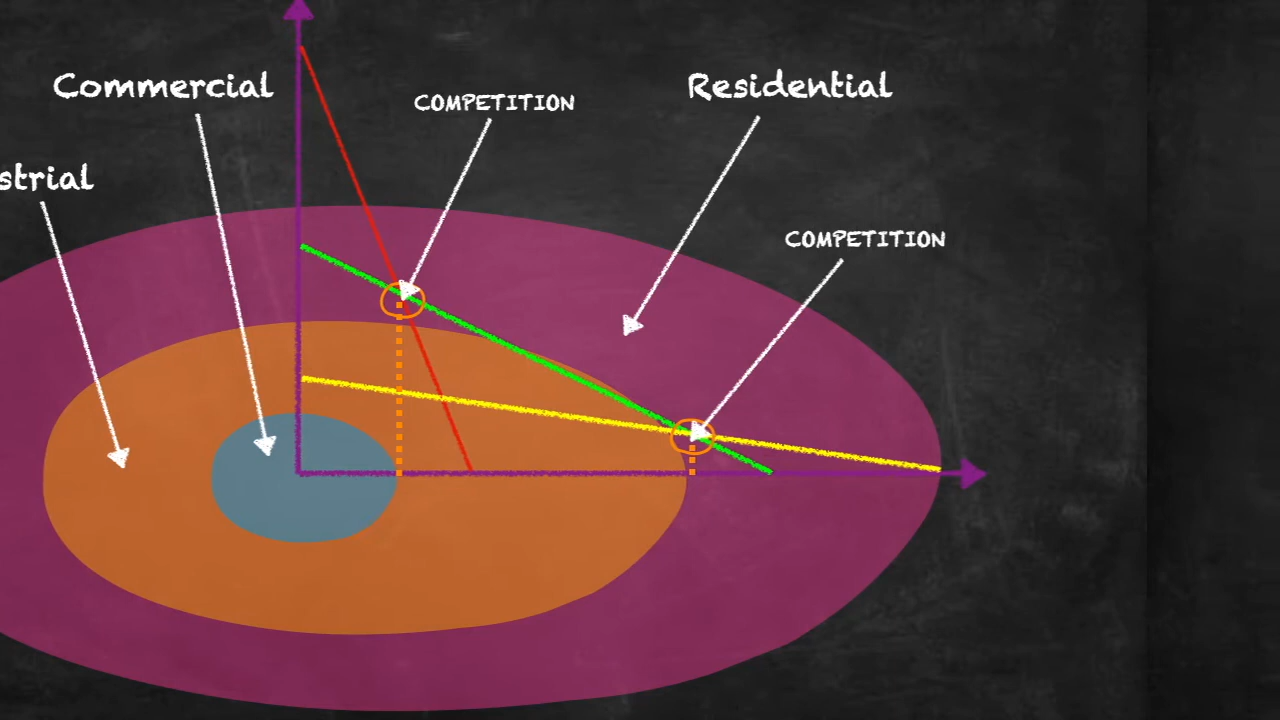 Commercial
COMPETITION
Residential
strial
COMPETITION